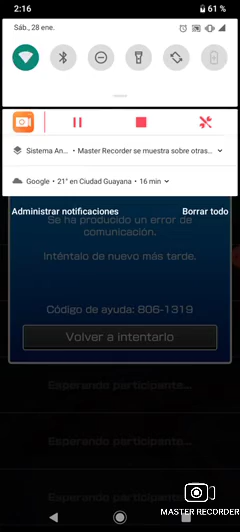 2:16
61 %
Sáb., 28 ene.
Sistema An... • Master Recorder se muestra sobre otras...
Google • 21° en Ciudad Guayana • 16 min
Administrar notificaciones
Borrar todo
Se ha producido un error de
comunicación.
Inténtalo de nuevo más tarde.
Código de ayuda: 806-1319
Volver a intentarlo
Esperando participante...
Esperando participante...
Esperando participante...
MASTER RECORDER